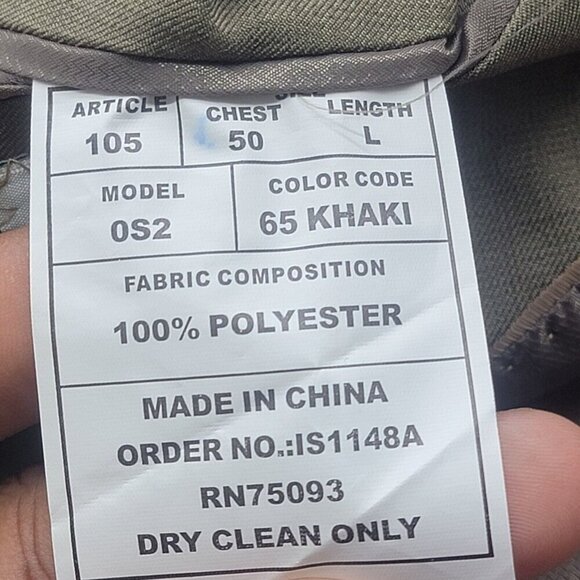 ARTICLE
105
SIZE
CHEST LENGTH
50 L
MODEL
0S2
COLOR CODE
65 KHAKI
FABRIC COMPOSITION
100% POLYESTER
MADE IN CHINA
ORDER NO.:IS1148A
RN75093
DRY CLEAN ONLY